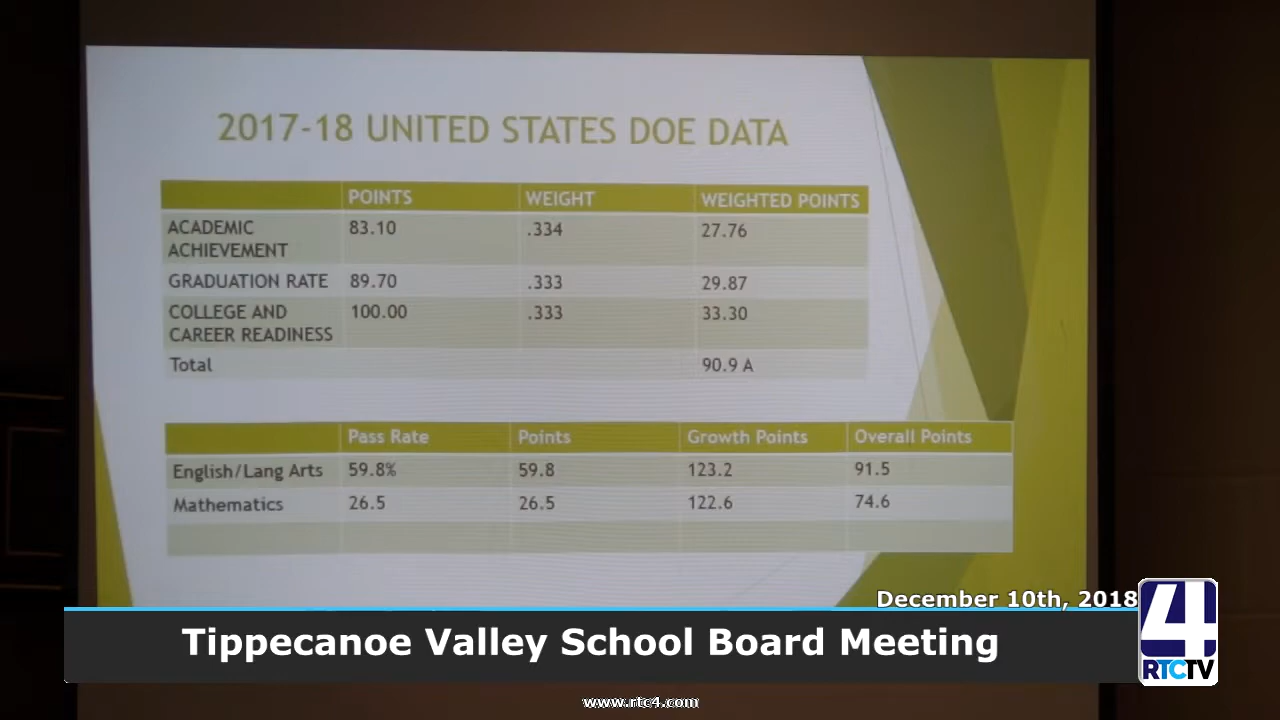 2017-18 UNITED STATES DOE DATA
POINTS WEIGHT WEIGHTED POINTS
ACADEMIC
ACHIEVEMENT 83.10 .334 27.76
GRADUATION RATE 89.70 .333 29.87
COLLEGE AND
CAREER READINESS 100.00 .333 33.30
Total 90.9 A
Pass Rate Points Growth Points Overall Points
English/Lang Arts 59.8% 59.8 123.2 91.5
Mathematics 26.5 26.5 122.6 74.6
December 10th, 2018
Tippecanoe Valley School Board Meeting
4
RTCTV
www.rtc4.com